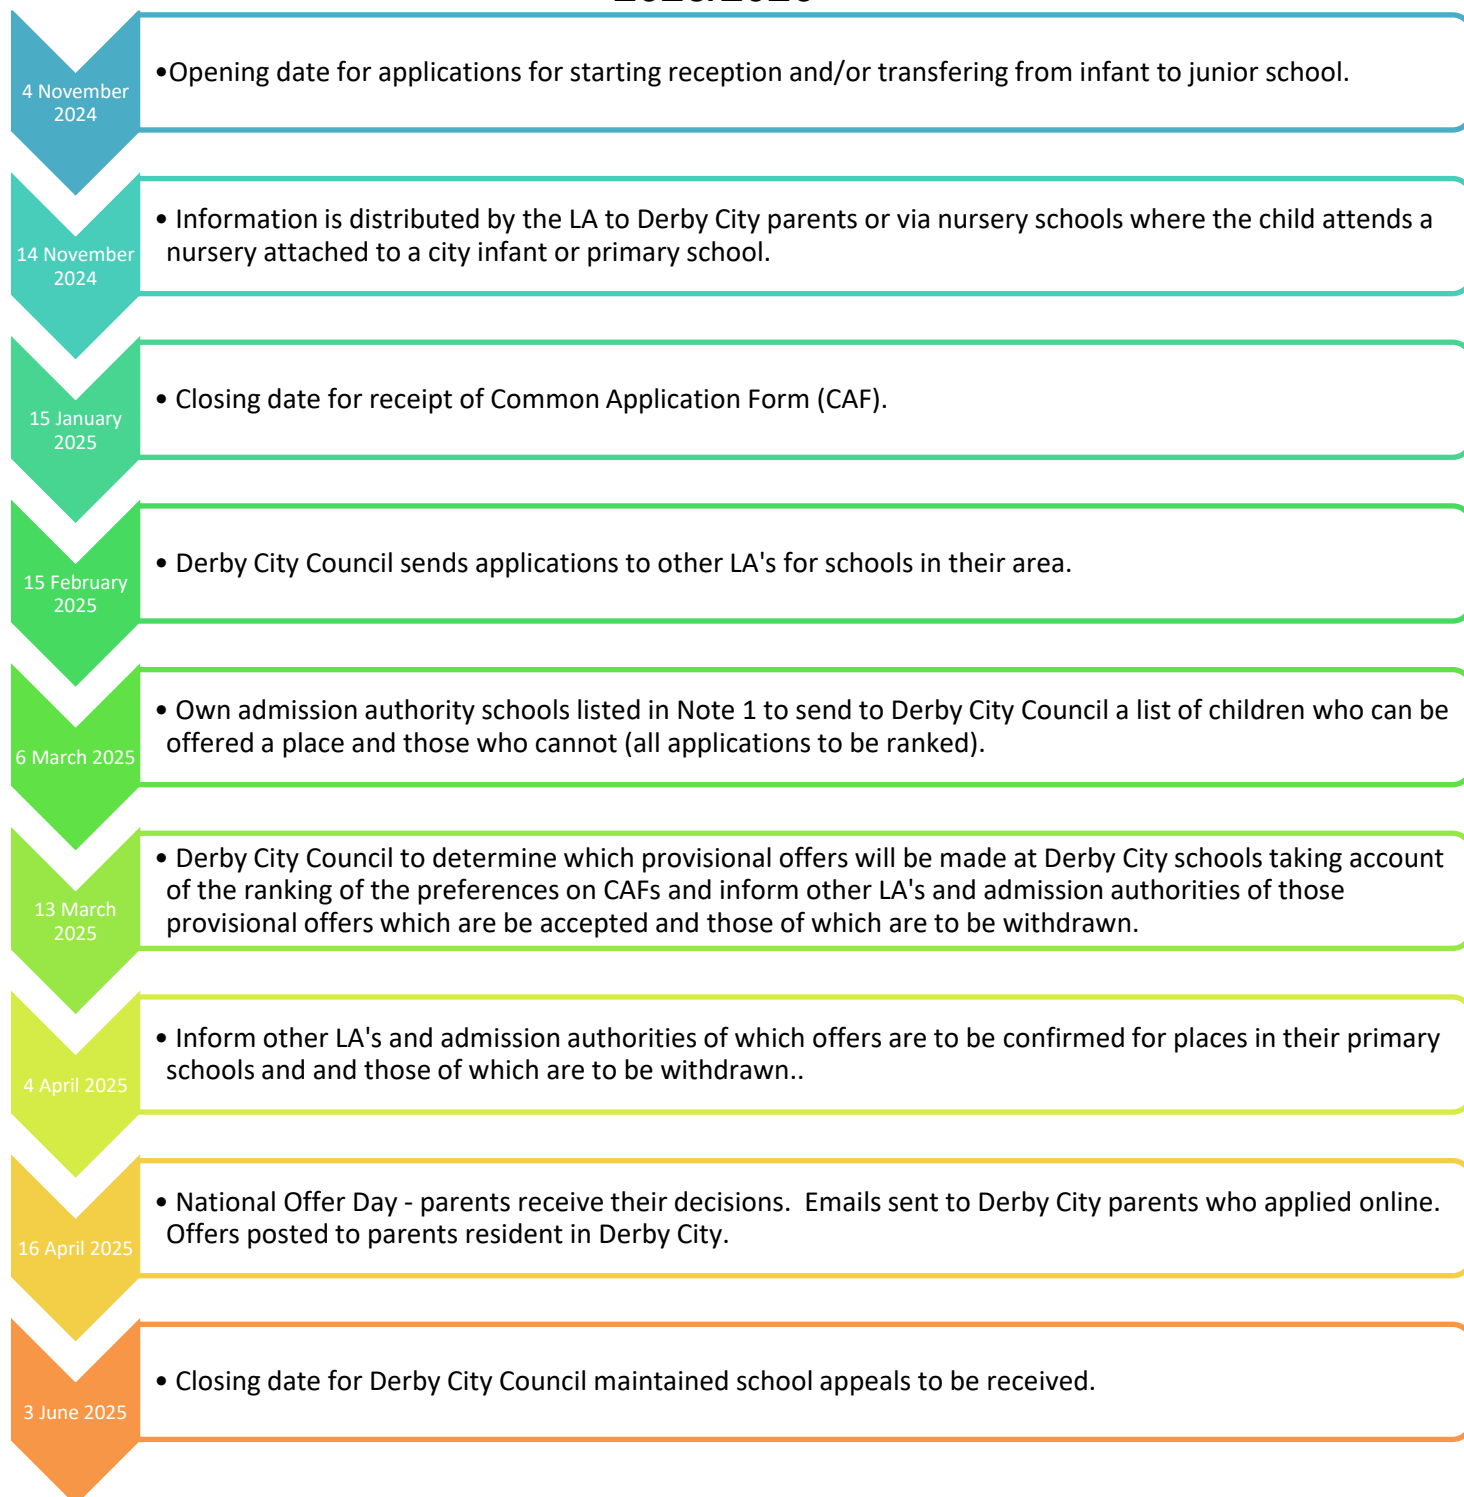 4 November
2024
•Opening date for applications for starting reception and/or transfering from infant to junior school.
14 November
2024
• Information is distributed by the LA to Derby City parents or via nursery schools where the child attends a
nursery attached to a city infant or primary school.
15 January
2025
• Closing date for receipt of Common Application Form (CAF).
15 February
2025
• Derby City Council sends applications to other LA's for schools in their area.
6 March 2025
• Own admission authority schools listed in Note 1 to send to Derby City Council a list of children who can be
offered a place and those who cannot (all applications to be ranked).
13 March
2025
• Derby City Council to determine which provisional offers will be made at Derby City schools taking account
of the ranking of the preferences on CAFs and inform other LA's and admission authorities of those
provisional offers which are be accepted and those of which are to be withdrawn.
4 April 2025
• Inform other LA's and admission authorities of which offers are to be confirmed for places in their primary
schools and and those of which are to be withdrawn..
16 April 2025
• National Offer Day - parents receive their decisions.  Emails sent to Derby City parents who applied online.
Offers posted to parents resident in Derby City.
3 June 2025
• Closing date for Derby City Council maintained school appeals to be received.